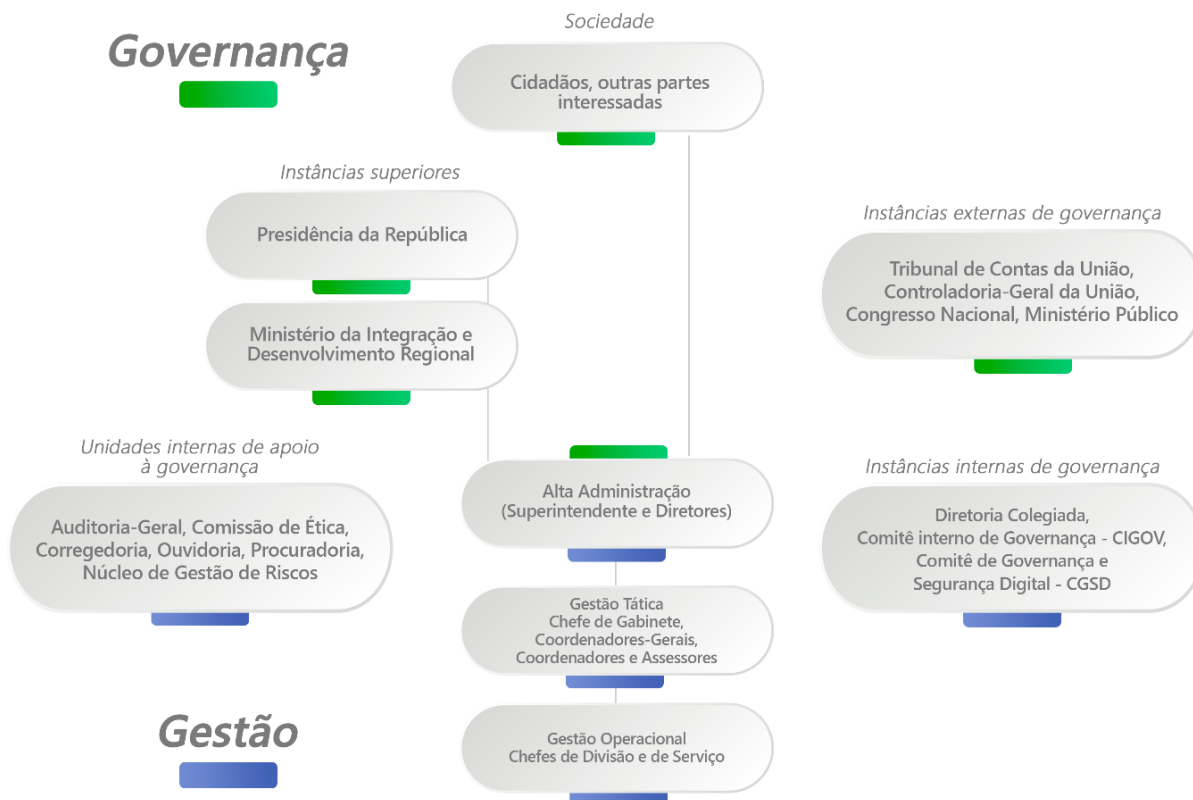 Governança
Sociedade
Cidadãos, outras partes
interessadas
Instâncias superiores
Presidência da República
Ministério da Integração e
Desenvolvimento Regional
Instâncias externas de governança
Tribunal de Contas da União,
Controladoria-Geral da União,
Congresso Nacional, Ministério Público
Unidades internas de apoio
à governança
Auditoria-Geral, Comissão de Ética,
Corregedoria, Ouvidoria, Procuradoria,
Núcleo de Gestão de Riscos
Alta Administração
(Superintendente e Diretores)
Instâncias internas de governança
Diretoria Colegiada,
Comitê interno de Governança - CIGOV,
Comitê de Governança e
Segurança Digital - CGSD
Gestão Tática
Chefe de Gabinete,
Coordenadores-Gerais,
Coordenadores e Assessores
Gestão
Gestão Operacional
Chefes de Divisão e de Serviço